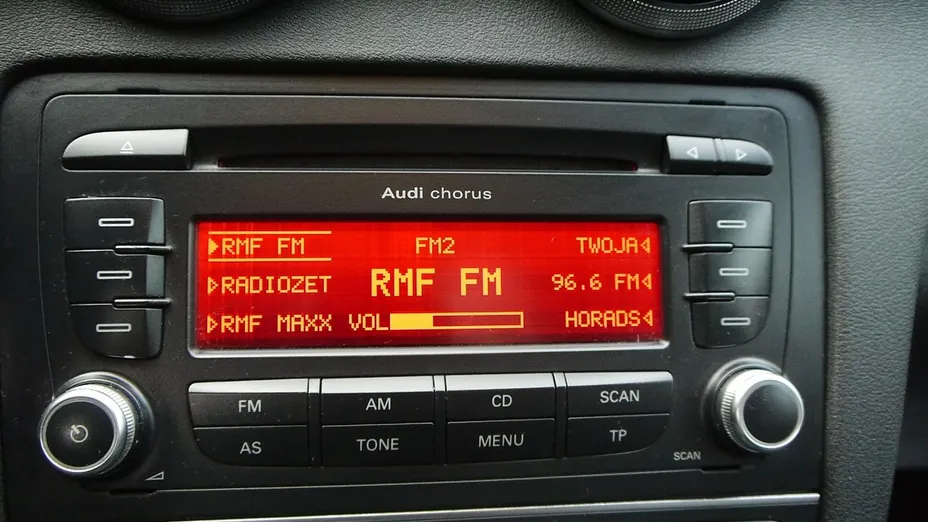 Audi chorus
RMF FM FM2 TWOJA
RADIOZET RMF FM 96.6 FM
RMF MAXX VOL HORADS
FM AM CD SCAN
AS TONE MENU TP
SCAN